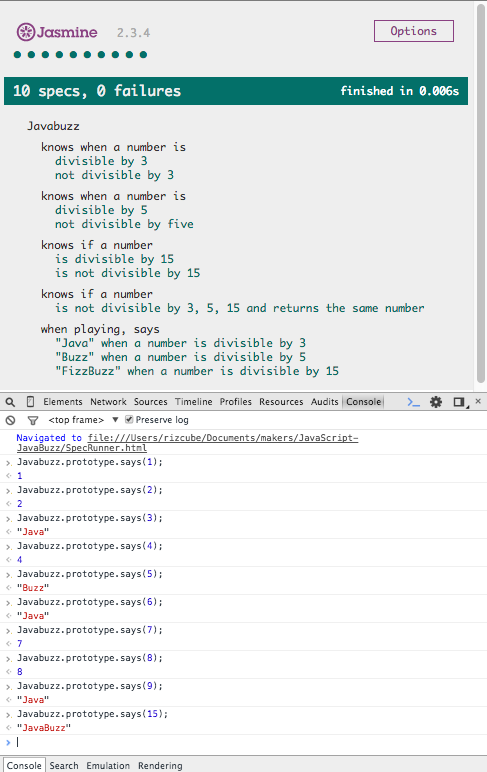 Jasmine 2.3.4 Options
10 specs, 0 failures finished in 0.006s
Javabuzz
knows when a number is
divisible by 3
not divisible by 3
knows when a number is
divisible by 5
not divisible by five
knows if a number
is divisible by 15
is not divisible by 15
knows if a number
is not divisible by 3, 5, 15 and returns the same number
when playing, says
"Java" when a number is divisible by 3
"Buzz" when a number is divisible by 5
"FizzBuzz" when a number is divisible by 15
Elements Network Sources Timeline Profiles Resources Audits Console
<top frame> Preserve log
Navigated to file:///Users/rizcube/Documents/makers/JavaScript-
JavaBuzz/SpecRunner.html
Javabuzz.prototype.says(1);
1
Javabuzz.prototype.says(2);
2
Javabuzz.prototype.says(3);
"Java"
Javabuzz.prototype.says(4);
4
Javabuzz.prototype.says(5);
"Buzz"
Javabuzz.prototype.says(6);
"Java"
Javabuzz.prototype.says(7);
7
Javabuzz.prototype.says(8);
8
Javabuzz.prototype.says(9);
"Java"
Javabuzz.prototype.says(15);
"JavaBuzz"
Console Search Emulation Rendering